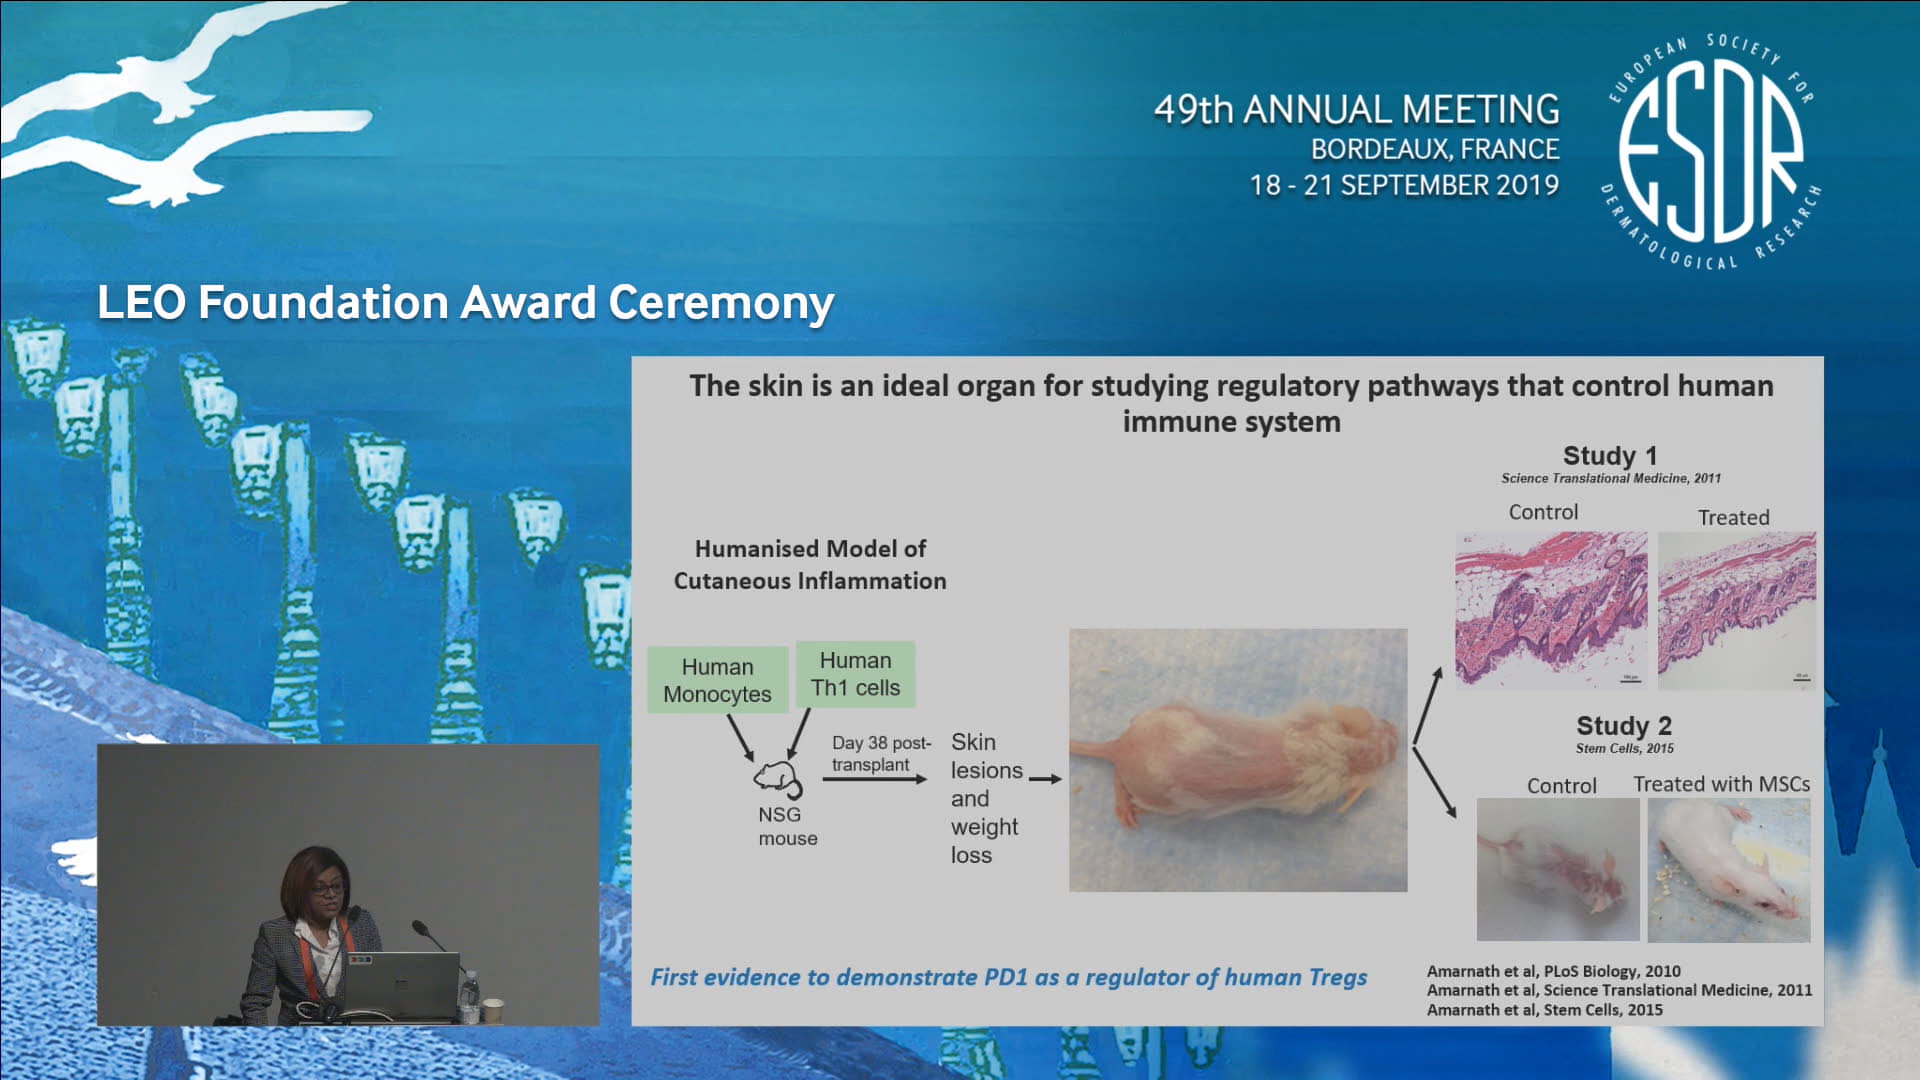 49th ANNUAL MEETING
BORDEAUX, FRANCE
18 - 21 SEPTEMBER 2019
EUROPEAN SOCIETY FOR
ESDR
DERMATOLOGICAL RESEARCH
LEO Foundation Award Ceremony
The skin is an ideal organ for studying regulatory pathways that control human
immune system
Study 1
Science Translational Medicine, 2011
Control
Treated
Humanised Model of
Cutaneous Inflammation
Human
Monocytes
Human
Th1 cells
Day 38 post-
transplant
NSG
mouse
Skin
lesions
and
weight
loss
Study 2
Stem Cells, 2015
Control
Treated with MSCs
First evidence to demonstrate PD1 as a regulator of human Tregs
Amarnath et al, PLoS Biology, 2010
Amarnath et al, Science Translational Medicine, 2011
Amarnath et al, Stem Cells, 2015